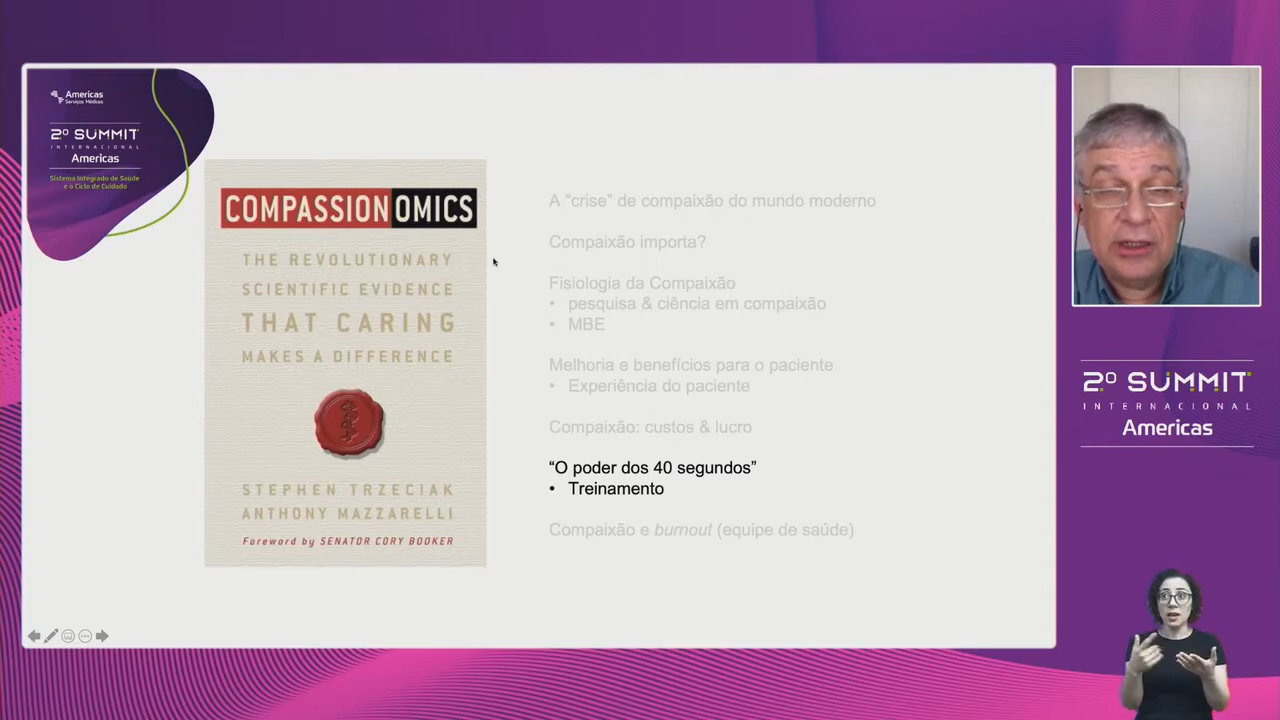 Americas
Serviços Médicos
2º SUMMIT
INTERNACIONAL
Americas
Sistema Integrado de Saúde
e o Ciclo de Cuidado
COMPASSIONOMICS
THE REVOLUTIONARY
SCIENTIFIC EVIDENCE
THAT CARING
MAKES A DIFFERENCE
STEPHEN TRZECIAK
ANTHONY MAZZARELLI
Foreword by SENATOR CORY BOOKER
A “crise” de compaixão do mundo moderno
Compaixão importa?
Fisiologia da Compaixão
• pesquisa & ciência em compaixão
• MBE
Melhoria e benefícios para o paciente
• Experiência do paciente
Compaixão: custos & lucro
“O poder dos 40 segundos”
• Treinamento
Compaixão e burnout (equipe de saúde)
2º SUMMIT
INTERNACIONAL
Americas